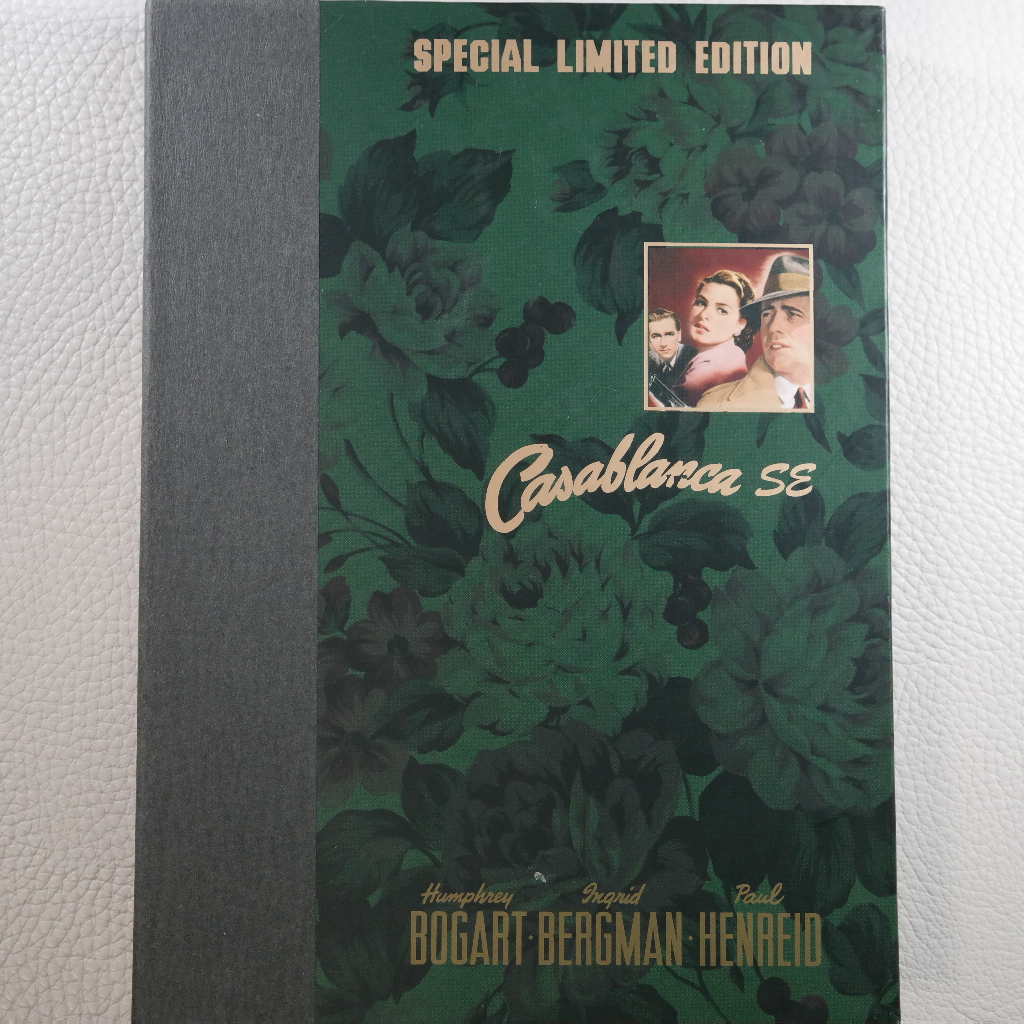 SPECIAL LIMITED EDITION
Casablanca SE
Humphrey Ingrid Paul
BOGART · BERGMAN · HENREID